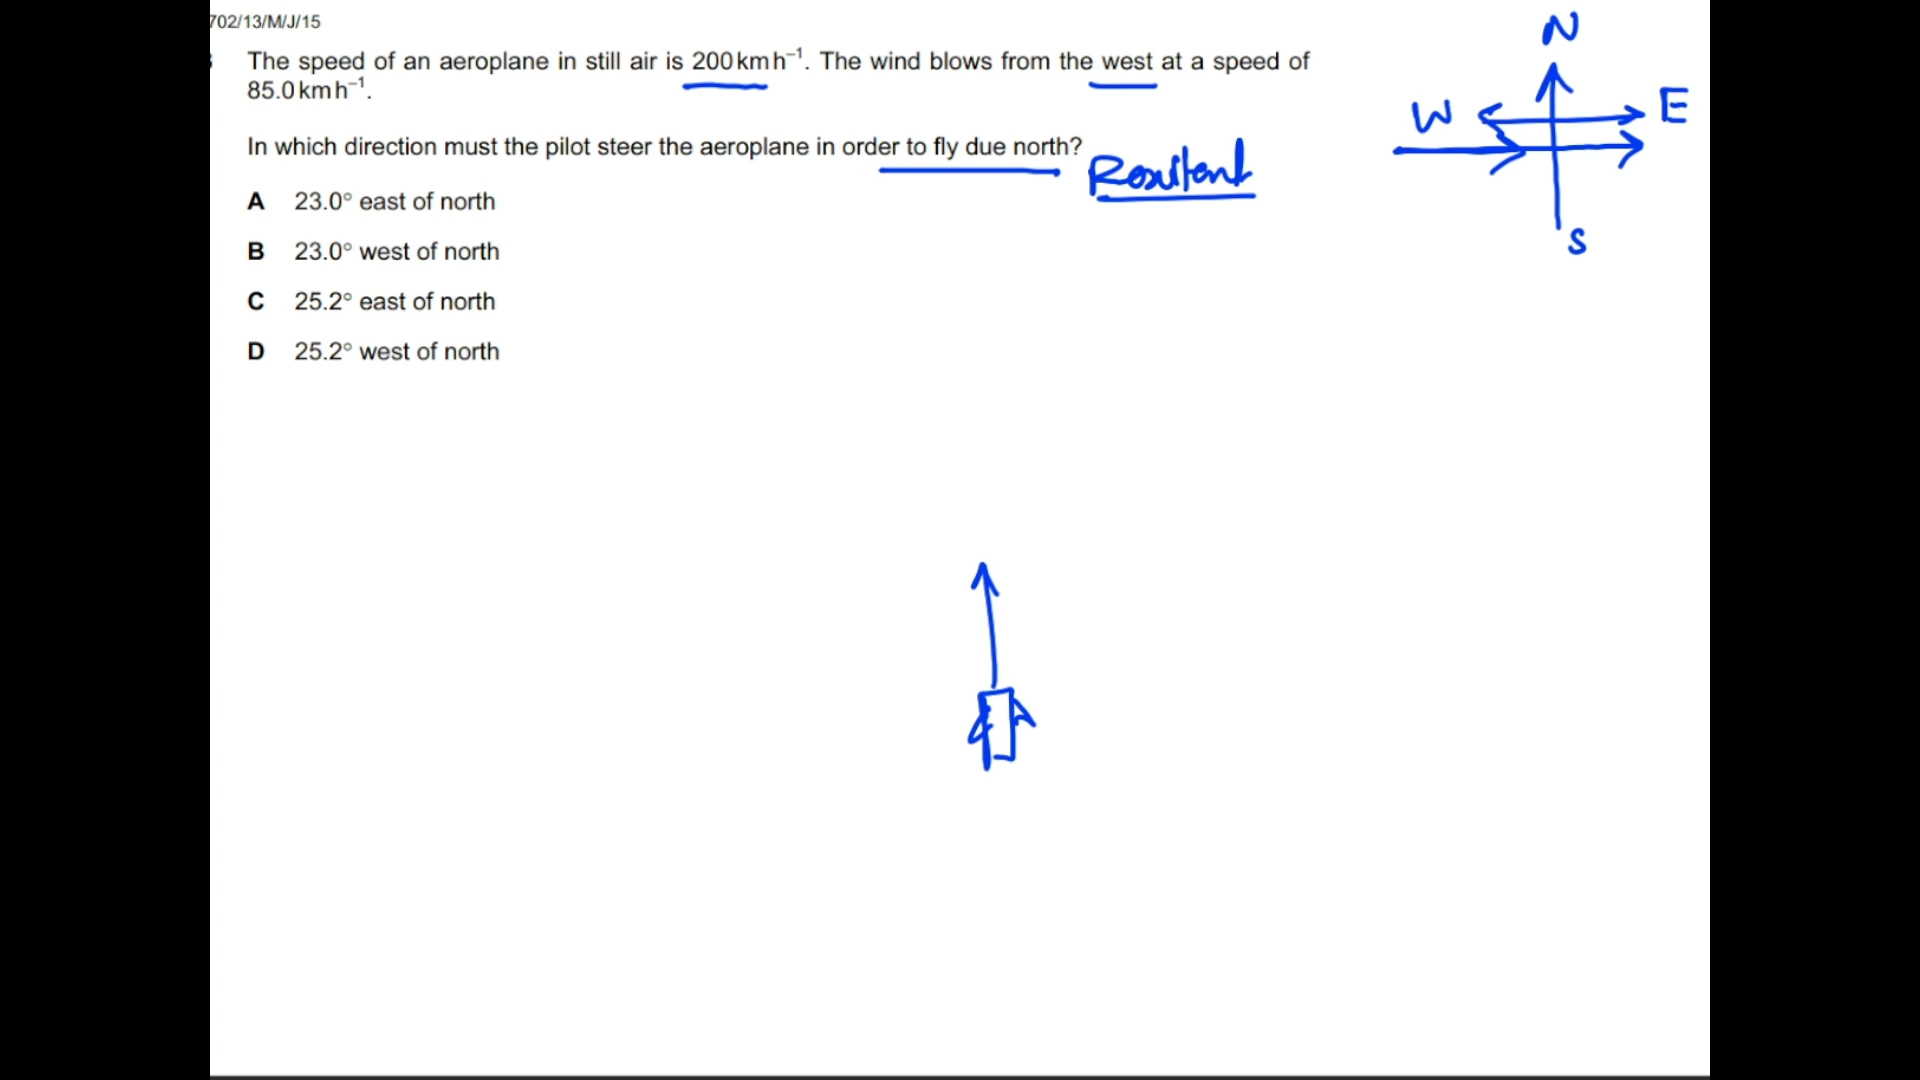 702/13/M/J/15
The speed of an aeroplane in still air is 200 km h⁻¹. The wind blows from the west at a speed of
85.0 km h⁻¹.
In which direction must the pilot steer the aeroplane in order to fly due north?
Resultant
A 23.0° east of north
B 23.0° west of north
C 25.2° east of north
D 25.2° west of north
N
W E
S